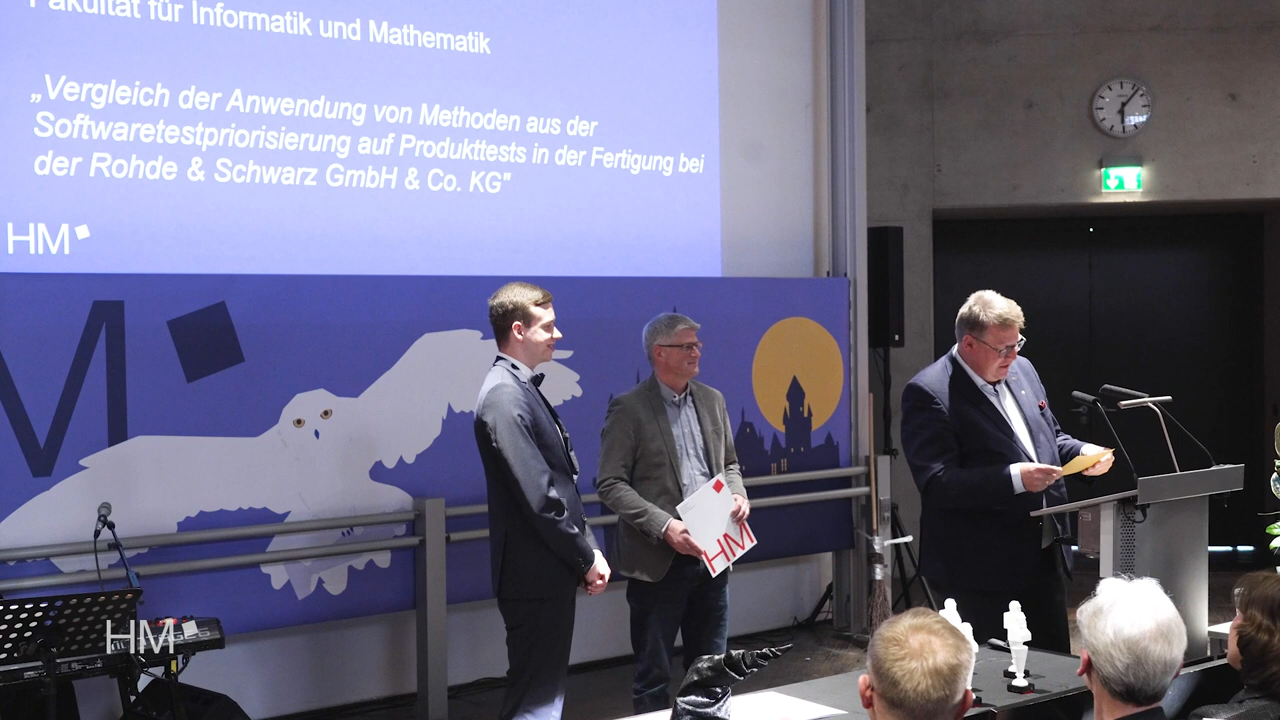 Fakultät für Informatik und Mathematik
„Vergleich der Anwendung von Methoden aus der
Softwaretestpriorisierung auf Produkttests in der Fertigung bei
der Rohde & Schwarz GmbH & Co. KG"
HM
M
HM
HM